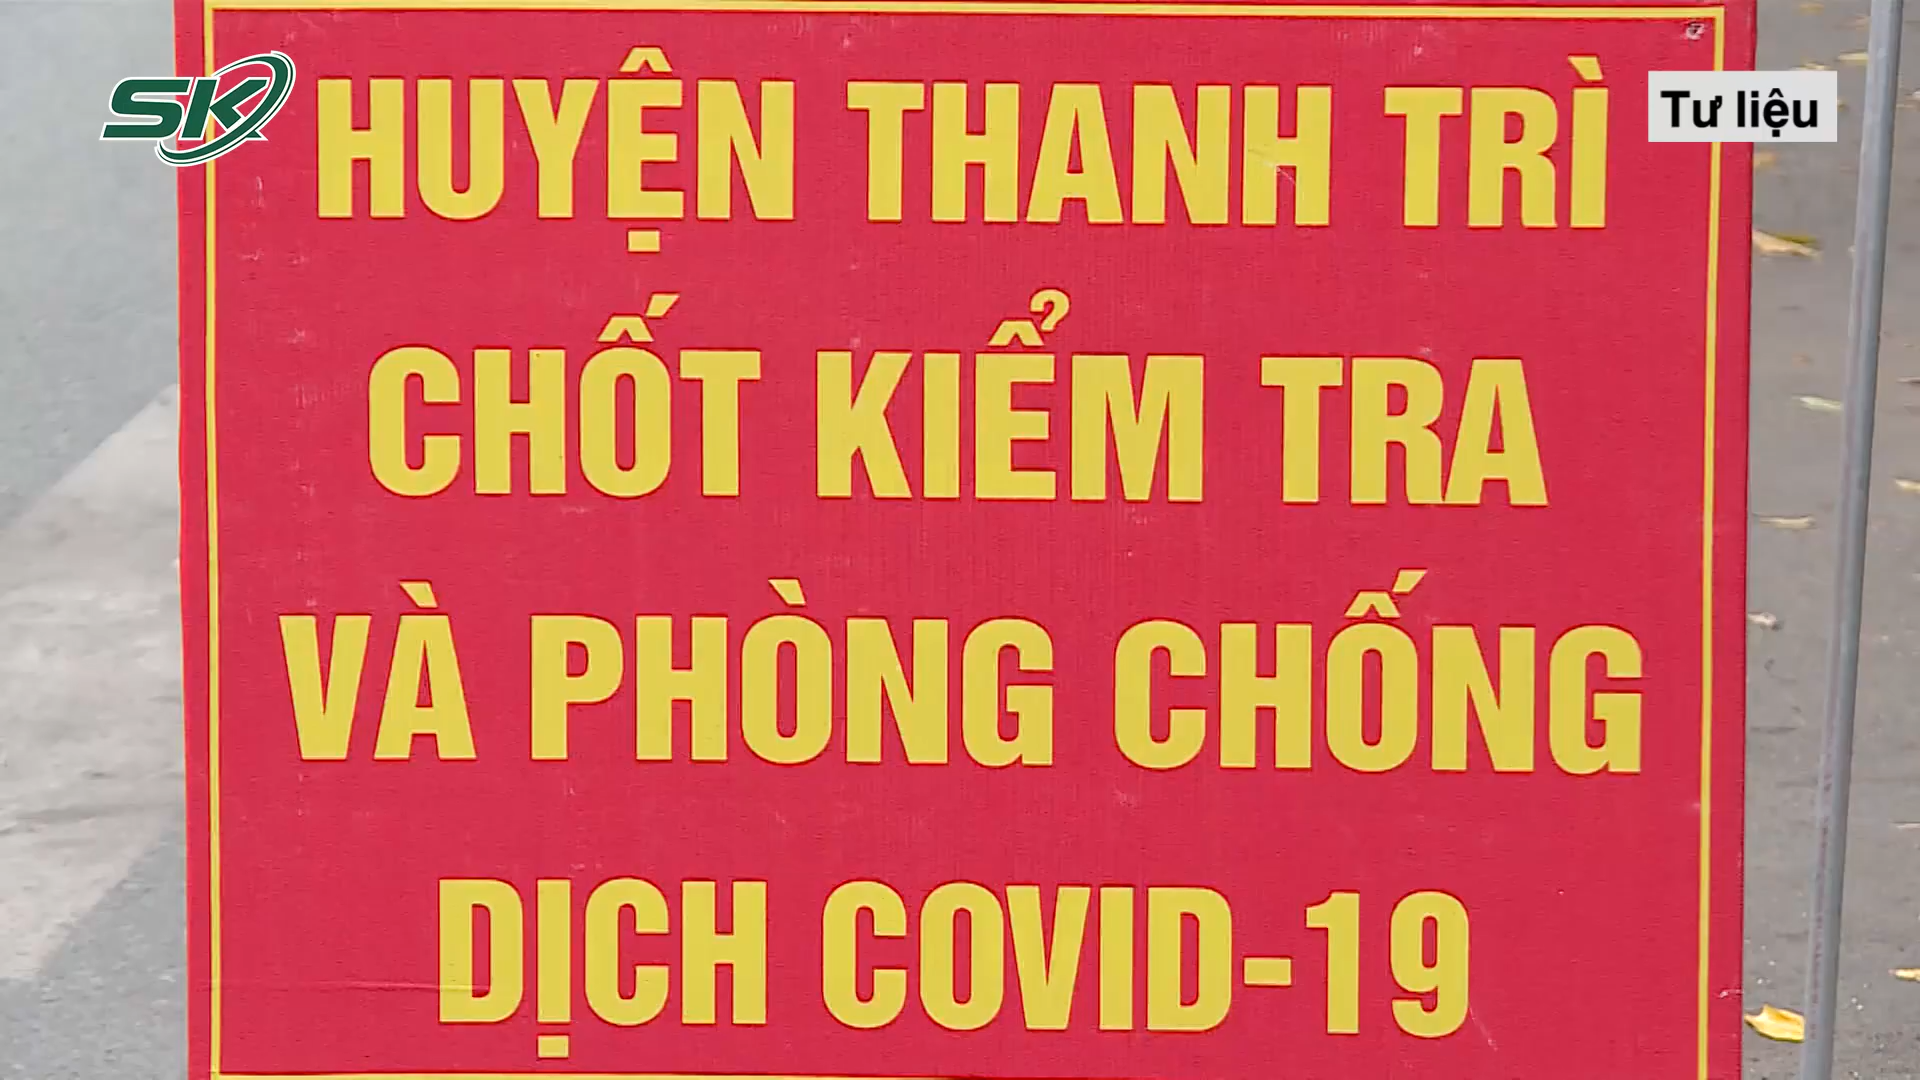 SK
Tư liệu
HUYỆN THANH TRÌ
CHỐT KIỂM TRA
VÀ PHÒNG CHỐNG
DỊCH COVID-19